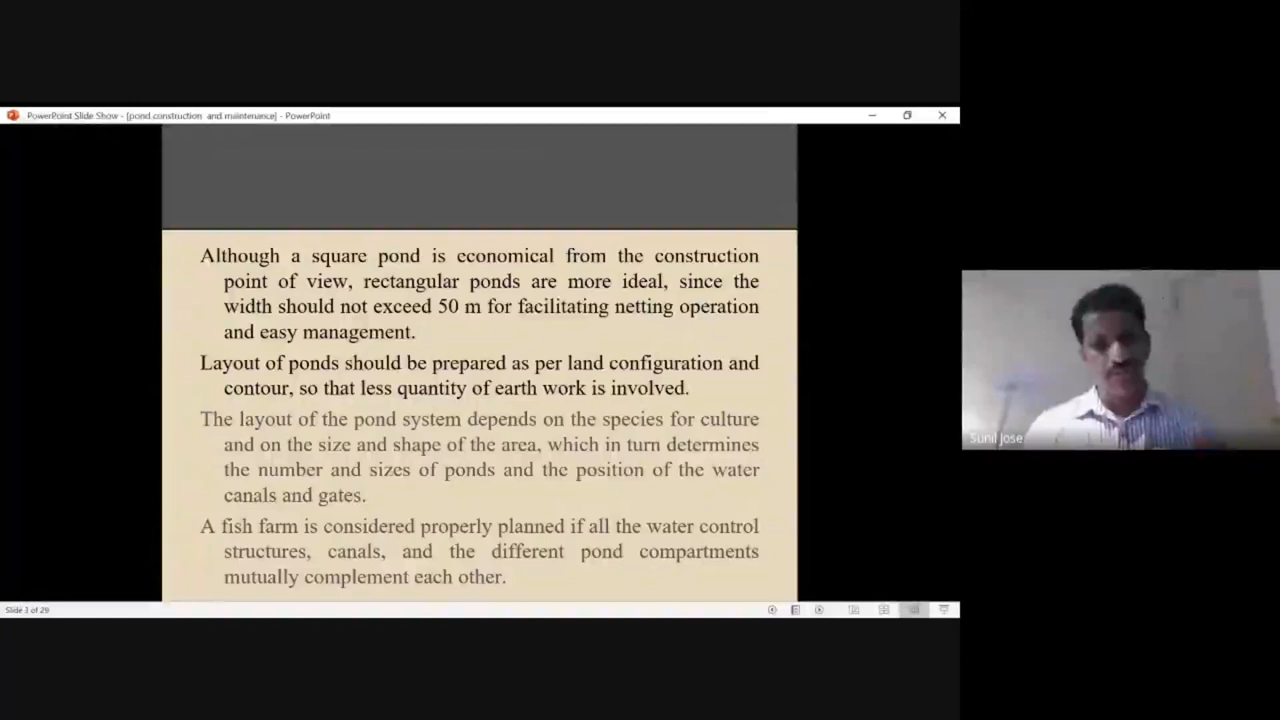 PowerPoint Slide Show - [pond construction and maintenance] - PowerPoint
Although a square pond is economical from the construction
point of view, rectangular ponds are more ideal, since the
width should not exceed 50 m for facilitating netting operation
and easy management.
Layout of ponds should be prepared as per land configuration and
contour, so that less quantity of earth work is involved.
The layout of the pond system depends on the species for culture
and on the size and shape of the area, which in turn determines
the number and sizes of ponds and the position of the water
canals and gates.
A fish farm is considered properly planned if all the water control
structures, canals, and the different pond compartments
mutually complement each other.
Sunil Jose
Slide 3 of 29